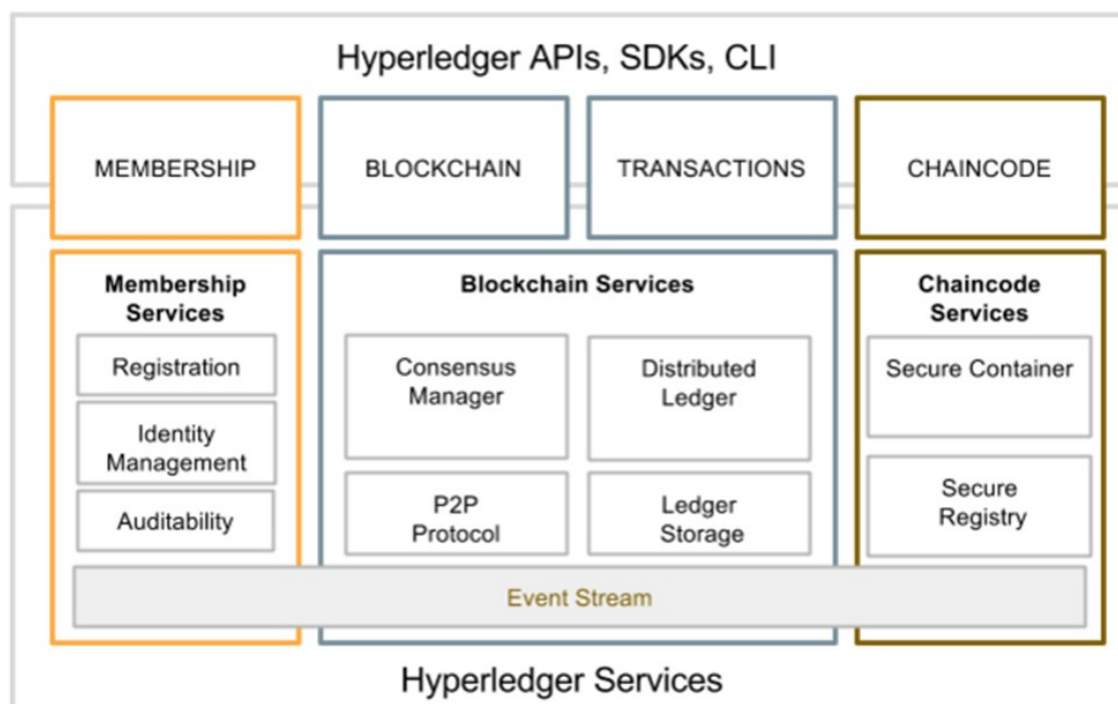 Hyperledger APIs, SDKs, CLI
MEMBERSHIP
BLOCKCHAIN
TRANSACTIONS
CHAINCODE
Membership
Services
Registration
Identity
Management
Auditability
Blockchain Services
Consensus
Manager
Distributed
Ledger
P2P
Protocol
Ledger
Storage
Chaincode
Services
Secure Container
Secure
Registry
Event Stream
Hyperledger Services